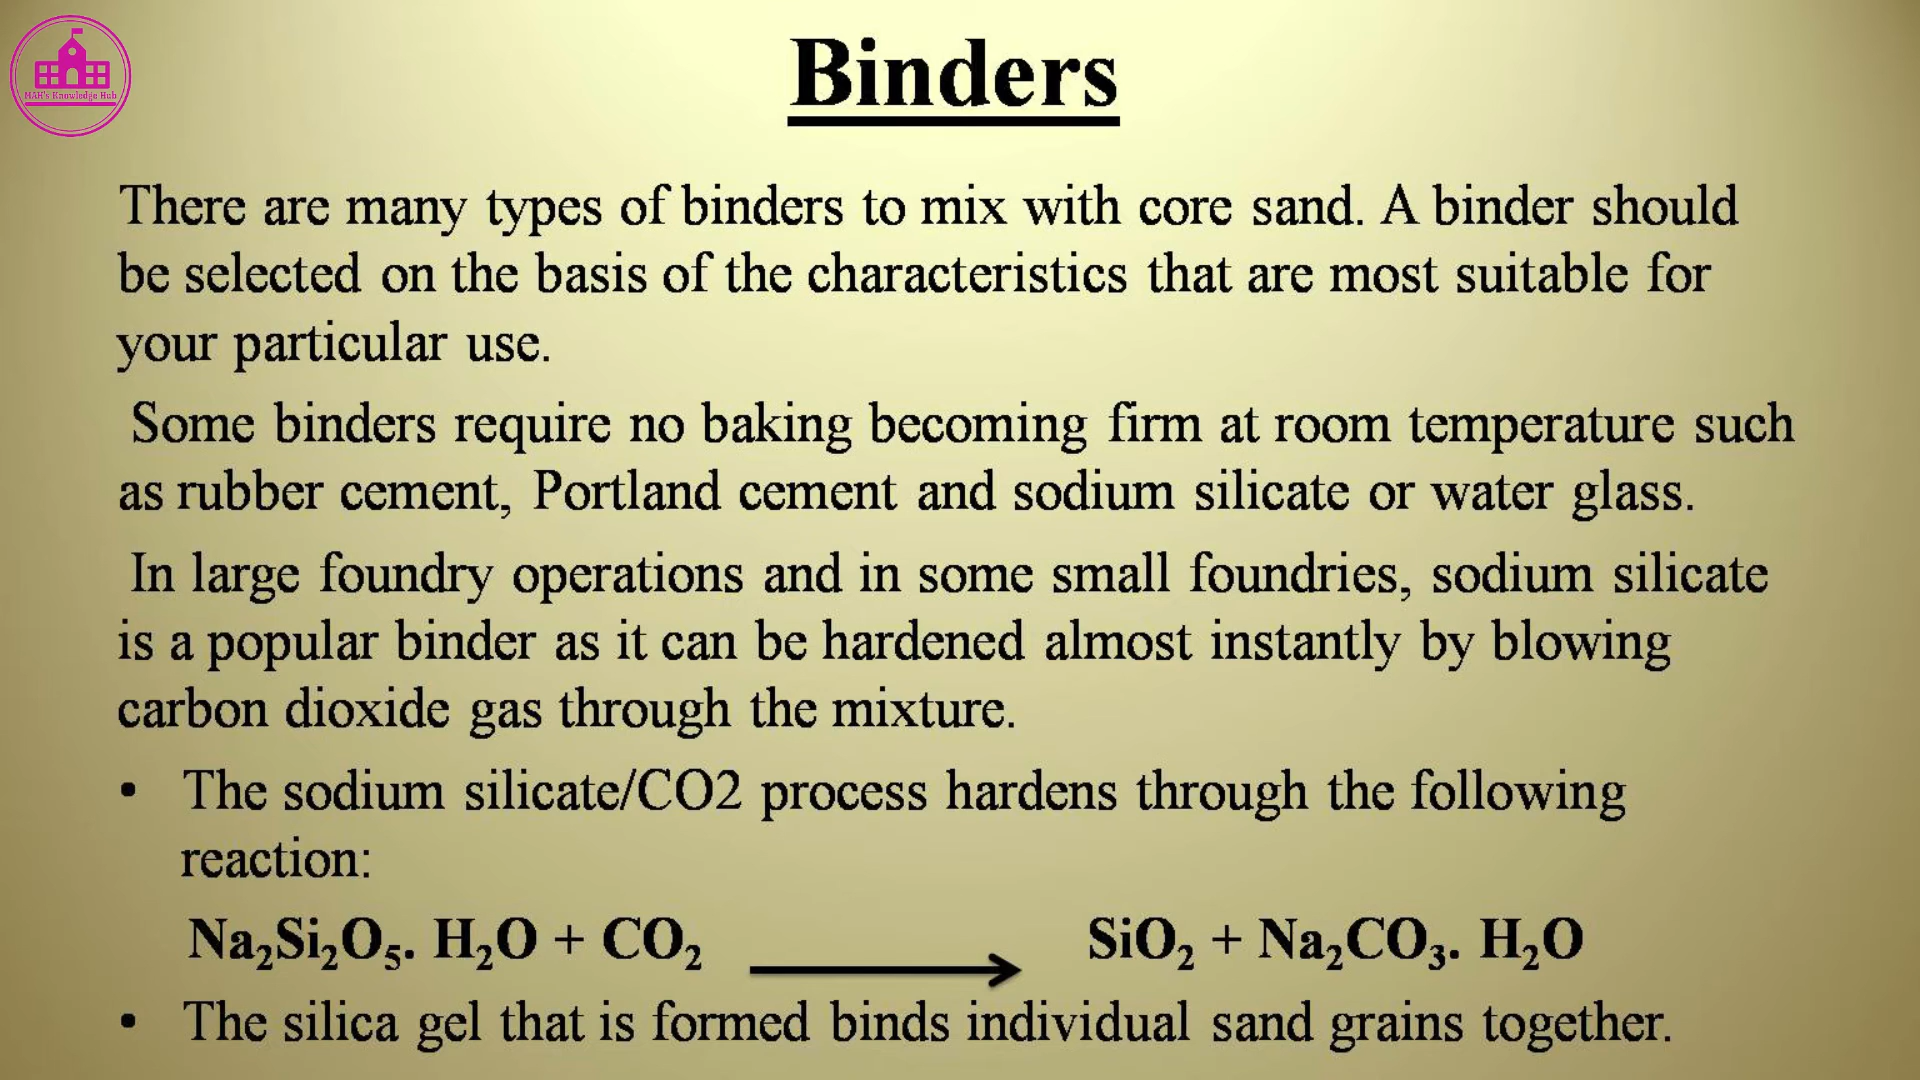 MAH's Knowledge Hub
Binders
There are many types of binders to mix with core sand. A binder should
be selected on the basis of the characteristics that are most suitable for
your particular use.
Some binders require no baking becoming firm at room temperature such
as rubber cement, Portland cement and sodium silicate or water glass.
In large foundry operations and in some small foundries, sodium silicate
is a popular binder as it can be hardened almost instantly by blowing
carbon dioxide gas through the mixture.
• The sodium silicate/CO2 process hardens through the following
reaction:
Na₂Si₂O₅. H₂O + CO₂ → SiO₂ + Na₂CO₃. H₂O
• The silica gel that is formed binds individual sand grains together.